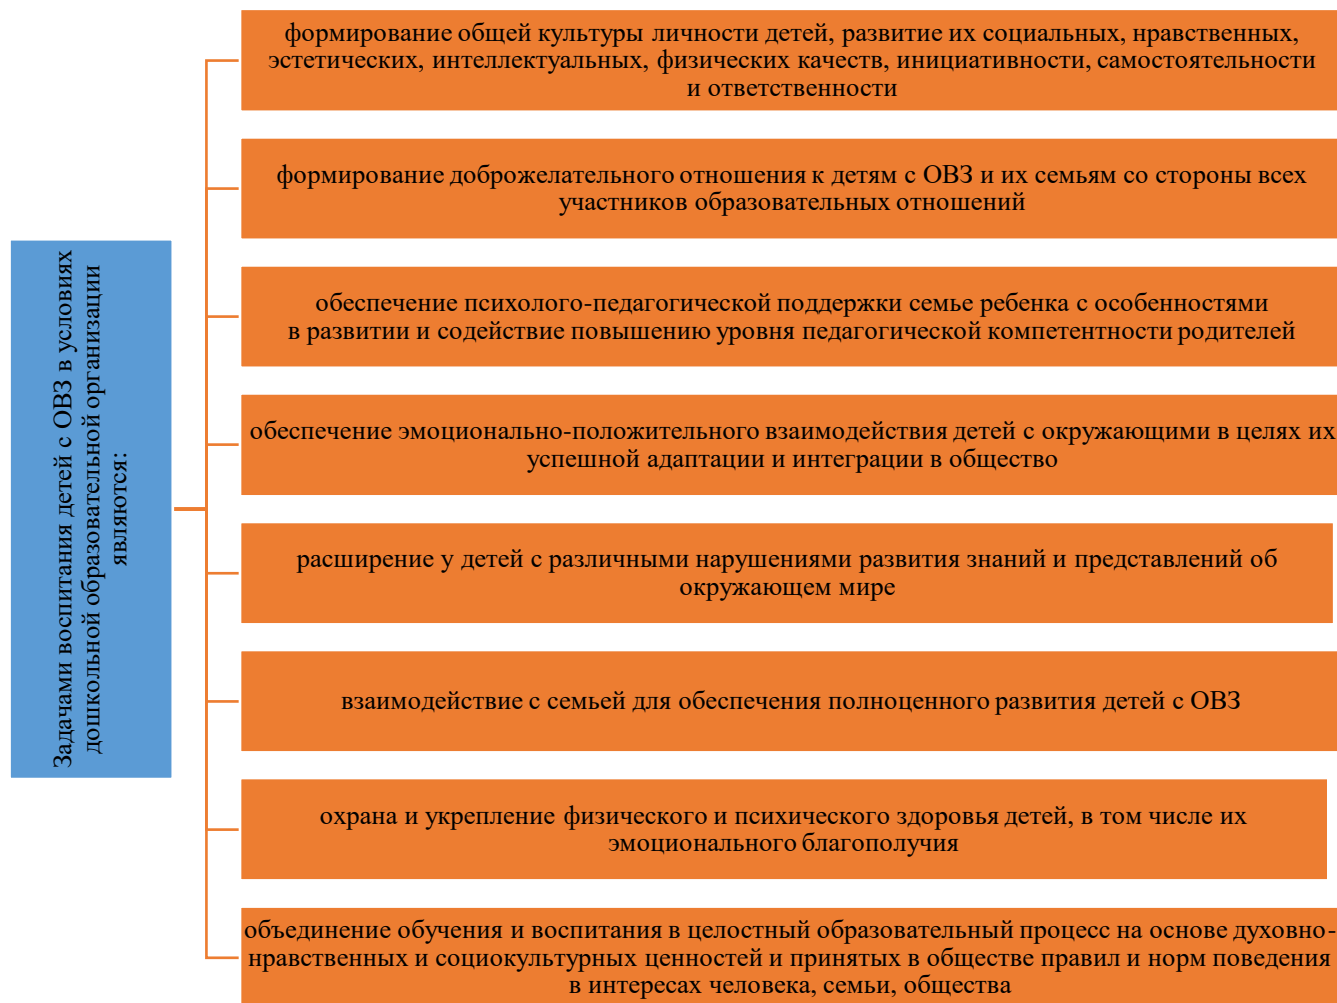 Задачами воспитания детей с ОВЗ в условиях
дошкольной образовательной организации
являются:
формирование общей культуры личности детей, развитие их социальных, нравственных,
эстетических, интеллектуальных, физических качеств, инициативности, самостоятельности
и ответственности
формирование доброжелательного отношения к детям с ОВЗ и их семьям со стороны всех
участников образовательных отношений
обеспечение психолого-педагогической поддержки семье ребенка с особенностями
в развитии и содействие повышению уровня педагогической компетентности родителей
обеспечение эмоционально-положительного взаимодействия детей с окружающими в целях их
успешной адаптации и интеграции в общество
расширение у детей с различными нарушениями развития знаний и представлений об
окружающем мире
взаимодействие с семьей для обеспечения полноценного развития детей с ОВЗ
охрана и укрепление физического и психического здоровья детей, в том числе их
эмоционального благополучия
объединение обучения и воспитания в целостный образовательный процесс на основе духовно-
нравственных и социокультурных ценностей и принятых в обществе правил и норм поведения
в интересах человека, семьи, общества